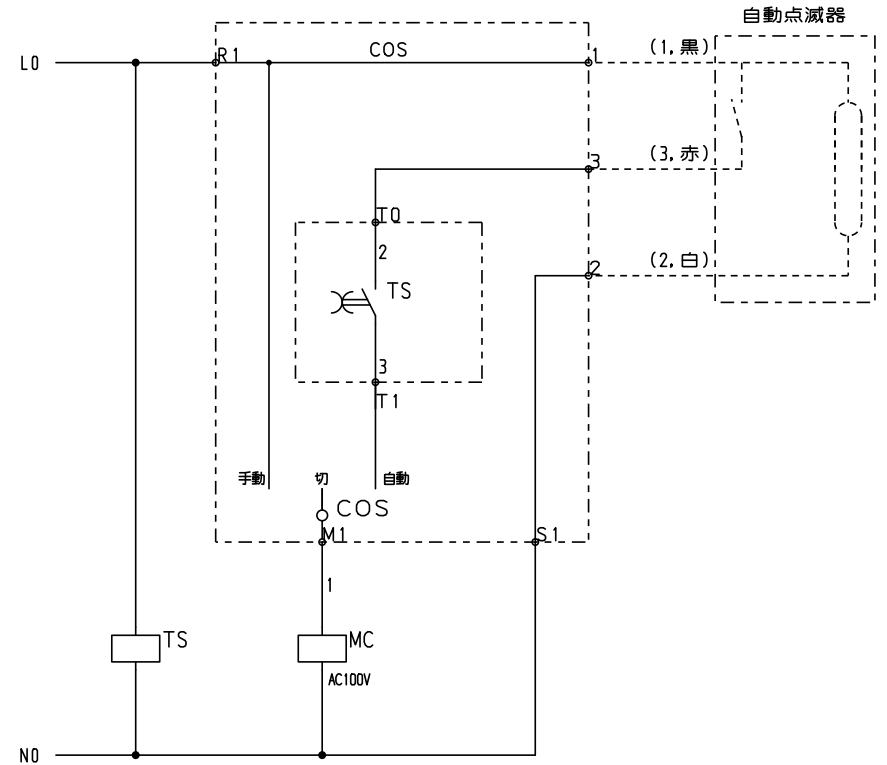 自動点滅器
COS
R1
1
(1,黒)
L0
3
(3,赤)
T0
2
(2,白)
2
TS
3
T1
手動
切
自動
COS
M1
S1
1
TS
MC
AC100V
N0